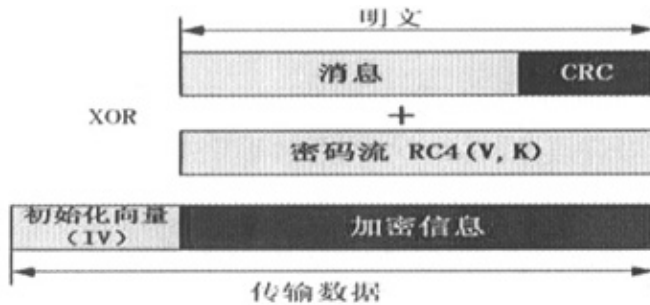 明文
消息 CRC
XOR +
密码流 RC4(V, K)
初始化向量
(IV)
加密信息
传输数据